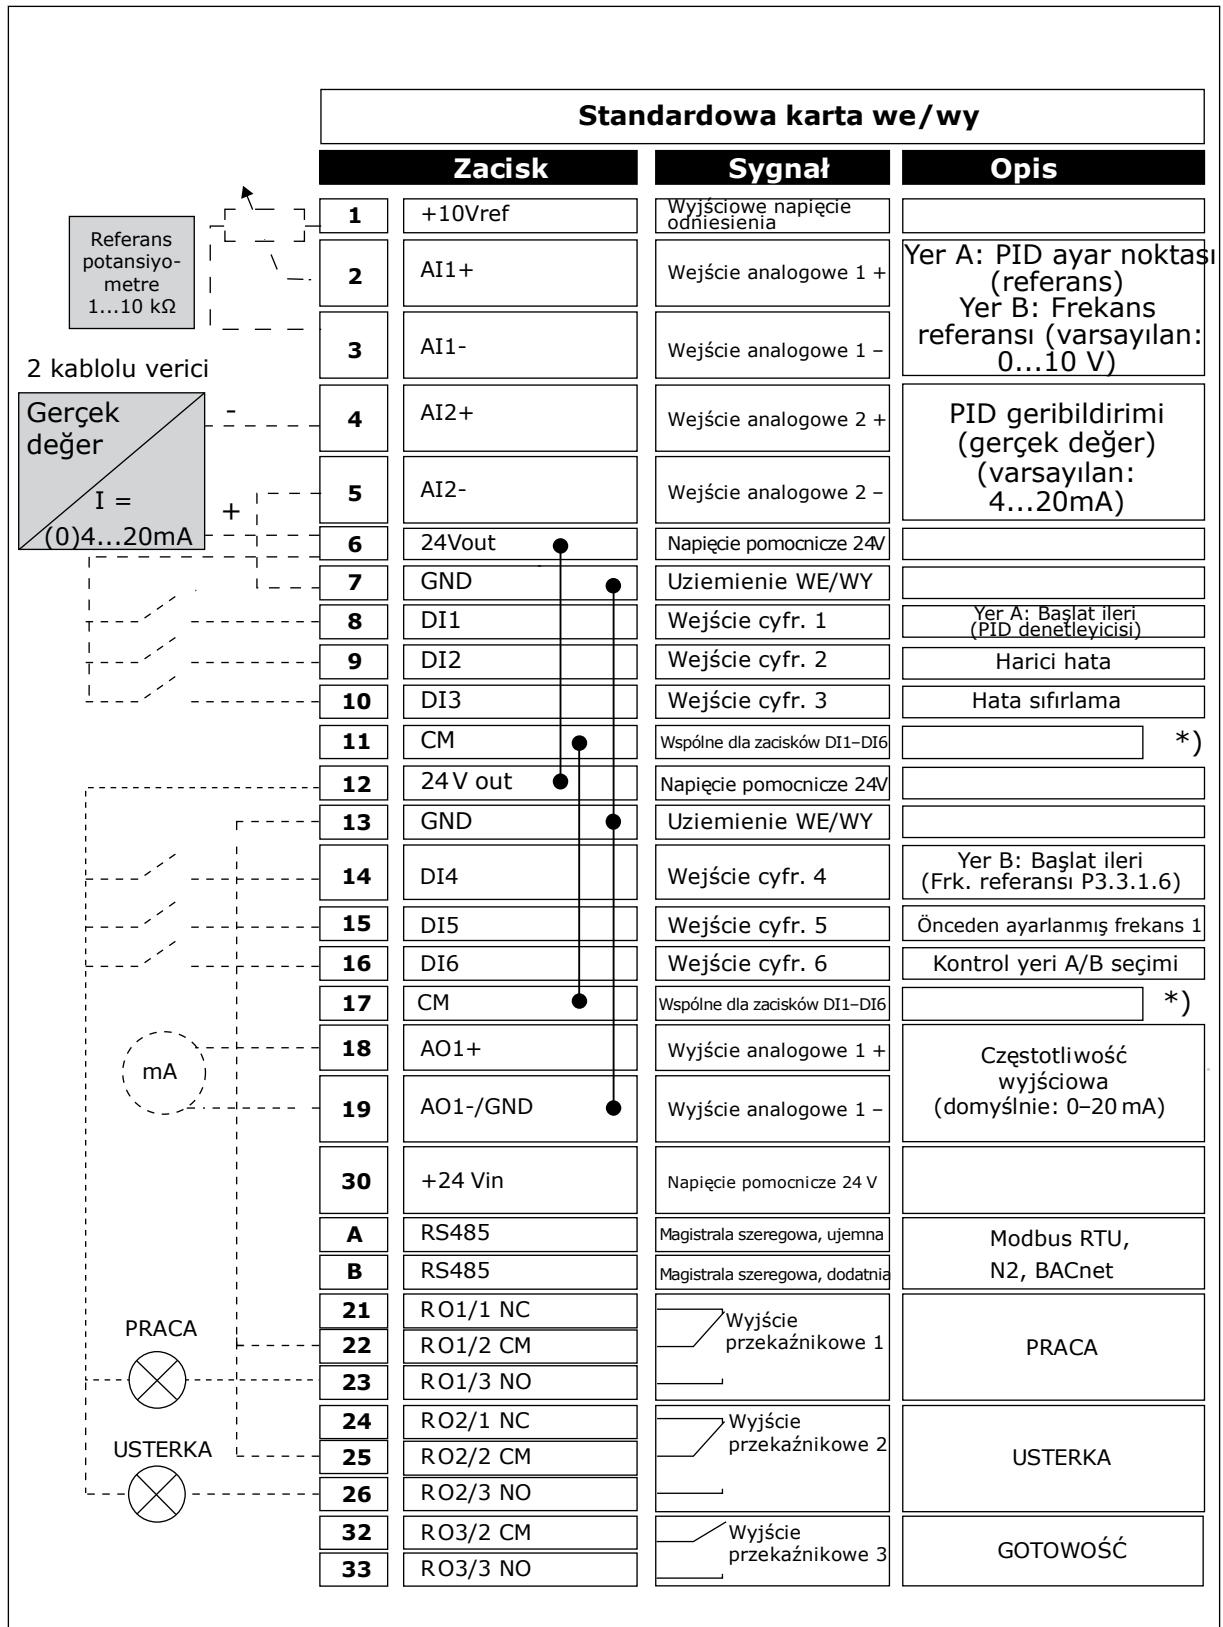 Standardowa karta we/wy
Zacisk Sygnał Opis
Referans
potansiyo-
metre
1...10 kΩ
2 kablolu verici
Gerçek
değer
I =
(0)4...20mA
-
+
1 +10Vref Wyjściowe napięcie
odniesienia
2 AI1+ Wejście analogowe 1 +
3 AI1- Wejście analogowe 1 –
Yer A: PID ayar noktası
(referans)
Yer B: Frekans
referansı (varsayılan:
0...10 V)
4 AI2+ Wejście analogowe 2 +
5 AI2- Wejście analogowe 2 –
PID geribildirimi
(gerçek değer)
(varsayılan:
4...20mA)
6 24Vout Napięcie pomocnicze 24V
7 GND Uziemienie WE/WY
8 DI1 Wejście cyfr. 1 Yer A: Başlat ileri
(PID denetleyicisi)
9 DI2 Wejście cyfr. 2 Harici hata
10 DI3 Wejście cyfr. 3 Hata sıfırlama
11 CM Wspólne dla zacisków DI1–DI6 *)
12 24 V out Napięcie pomocnicze 24V
13 GND Uziemienie WE/WY
14 DI4 Wejście cyfr. 4 Yer B: Başlat ileri
(Frk. referansı P3.3.1.6)
15 DI5 Wejście cyfr. 5 Önceden ayarlanmış frekans 1
16 DI6 Wejście cyfr. 6 Kontrol yeri A/B seçimi
17 CM Wspólne dla zacisków DI1–DI6 *)
mA
18 AO1+ Wyjście analogowe 1 +
19 AO1-/GND Wyjście analogowe 1 –
Częstotliwość
wyjściowa
(domyślnie: 0–20 mA)
30 +24 Vin Napięcie pomocnicze 24 V
A RS485 Magistrala szeregowa, ujemna
B RS485 Magistrala szeregowa, dodatnia
Modbus RTU,
N2, BACnet
PRACA
21 RO1/1 NC
22 RO1/2 CM
23 RO1/3 NO
Wyjście
przekaźnikowe 1
PRACA
USTERKA
24 RO2/1 NC
25 RO2/2 CM
26 RO2/3 NO
Wyjście
przekaźnikowe 2
USTERKA
32 RO3/2 CM
33 RO3/3 NO
Wyjście
przekaźnikowe 3
GOTOWOŚĆ